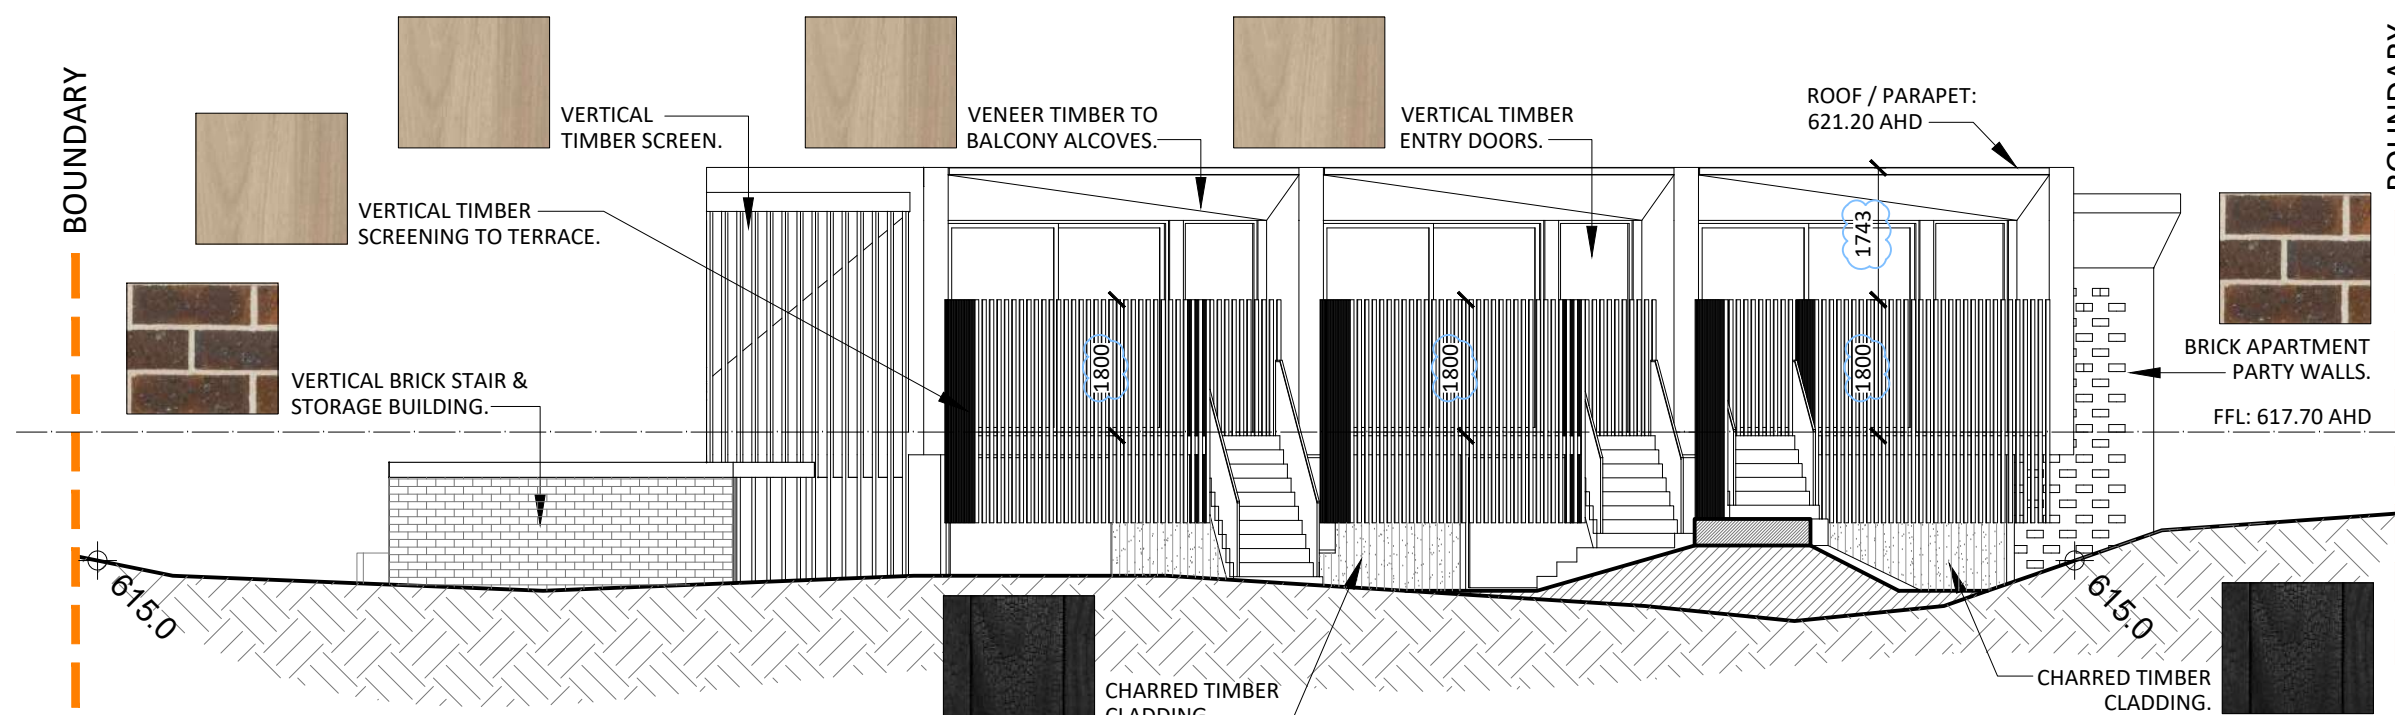 BOUNDARY
VERTICAL
TIMBER SCREEN.
VENEER TIMBER TO
BALCONY ALCOVES.
VERTICAL TIMBER
ENTRY DOORS.
ROOF / PARAPET:
621.20 AHD
BOUNDARY
VERTICAL TIMBER
SCREENING TO TERRACE.
1743
VERTICAL BRICK STAIR &
STORAGE BUILDING.
1800
1800
1800
BRICK APARTMENT
PARTY WALLS.
FFL: 617.70 AHD
615.0
615.0
CHARRED TIMBER
CLADDING.
CHARRED TIMBER
CLADDING.